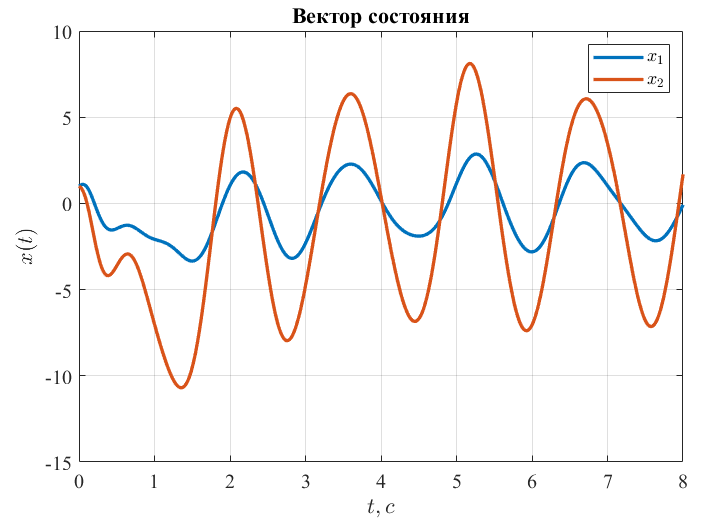 Вектор состояния
10
5
0
-5
-10
-15
x(t)
x₁
x₂
0 1 2 3 4 5 6 7 8
t, c